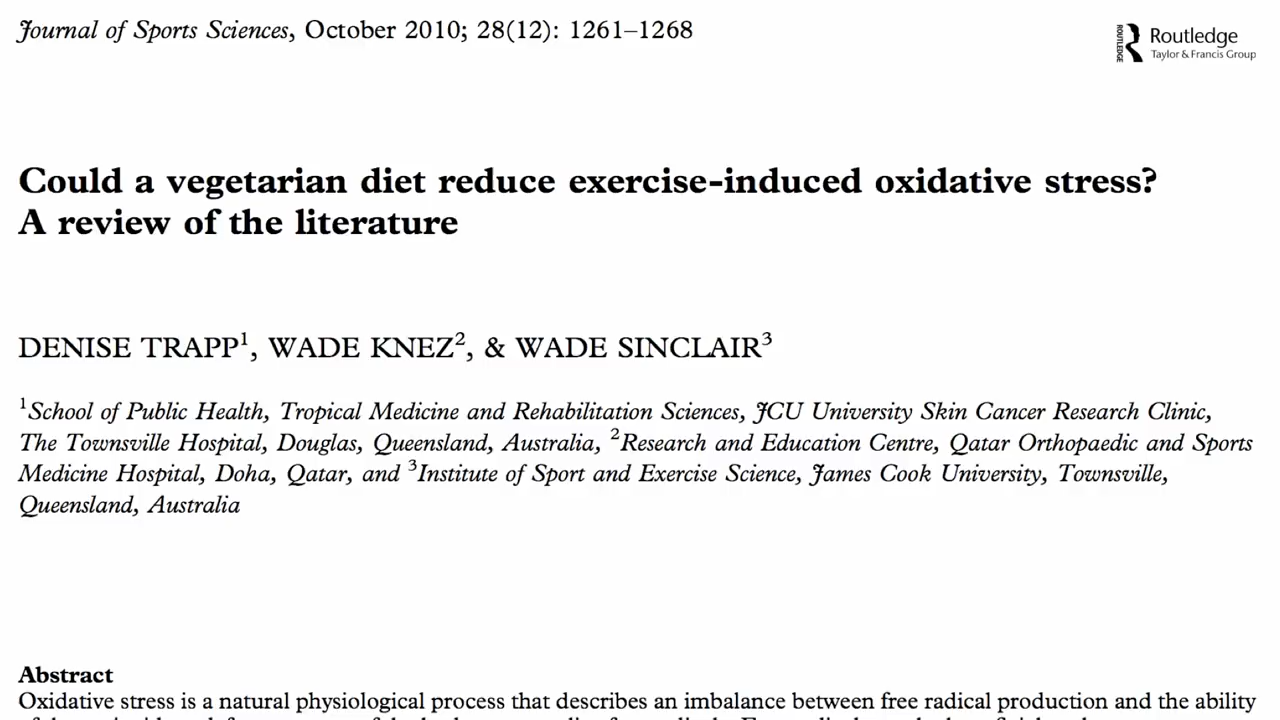 Journal of Sports Sciences, October 2010; 28(12): 1261–1268
ROUTLEDGE
Routledge
Taylor & Francis Group
Could a vegetarian diet reduce exercise-induced oxidative stress?
A review of the literature
DENISE TRAPP1, WADE KNEZ2, & WADE SINCLAIR3
1School of Public Health, Tropical Medicine and Rehabilitation Sciences, JCU University Skin Cancer Research Clinic,
The Townsville Hospital, Douglas, Queensland, Australia, 2Research and Education Centre, Qatar Orthopaedic and Sports
Medicine Hospital, Doha, Qatar, and 3Institute of Sport and Exercise Science, James Cook University, Townsville,
Queensland, Australia
Abstract
Oxidative stress is a natural physiological process that describes an imbalance between free radical production and the ability